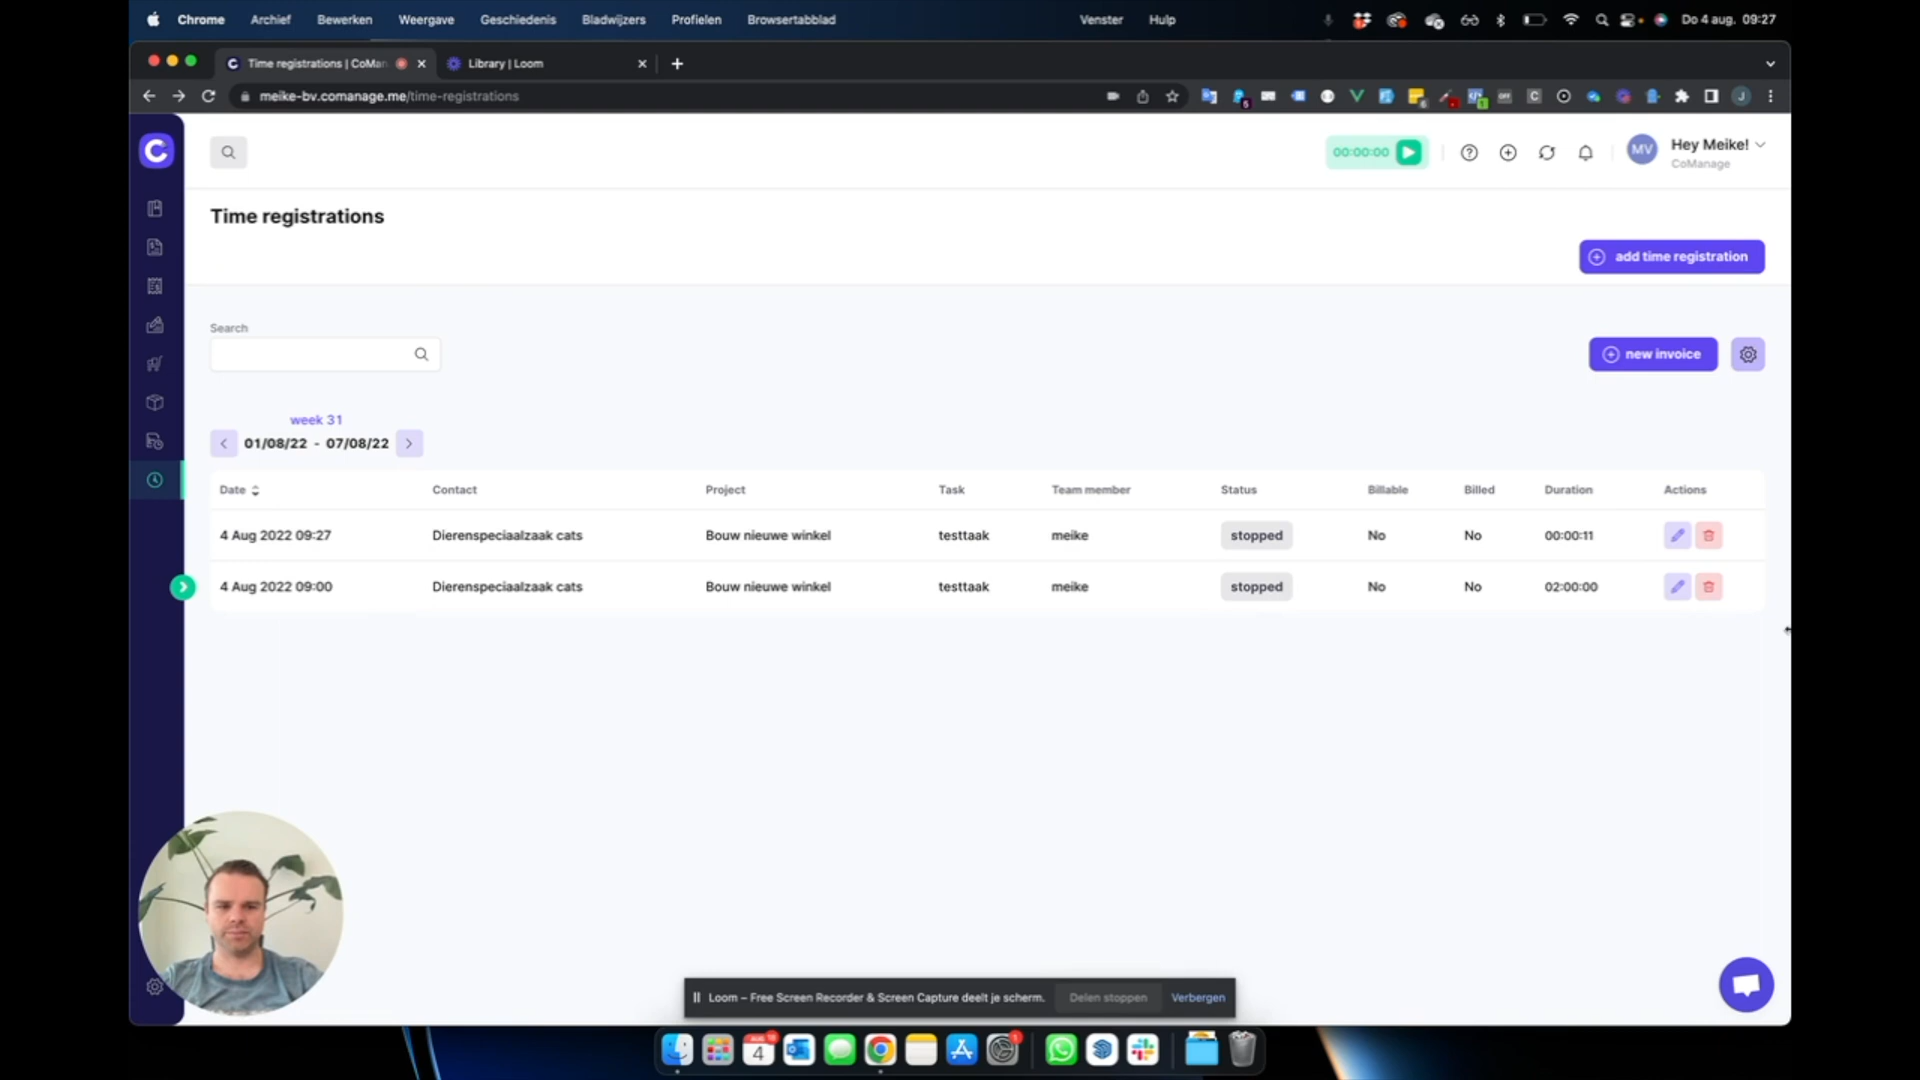 Chrome Archief Bewerken Weergave Geschiedenis Bladwijzers Profielen Browsertabblad Venster Hulp Do 4 aug. 09:27
Time registrations | CoMan Library | Loom
meike-bv.comanage.me/time-registrations
00:00:00 MV Hey Meike!
CoManage
Time registrations
add time registration
Search
new invoice
week 31
01/08/22 - 07/08/22
Date Contact Project Task Team member Status Billable Billed Duration Actions
4 Aug 2022 09:27 Dierenspeciaalzaak cats Bouw nieuwe winkel testtaak meike stopped No No 00:00:11
4 Aug 2022 09:00 Dierenspeciaalzaak cats Bouw nieuwe winkel testtaak meike stopped No No 02:00:00
Loom – Free Screen Recorder & Screen Capture deelt je scherm. Delen stoppen Verbergen